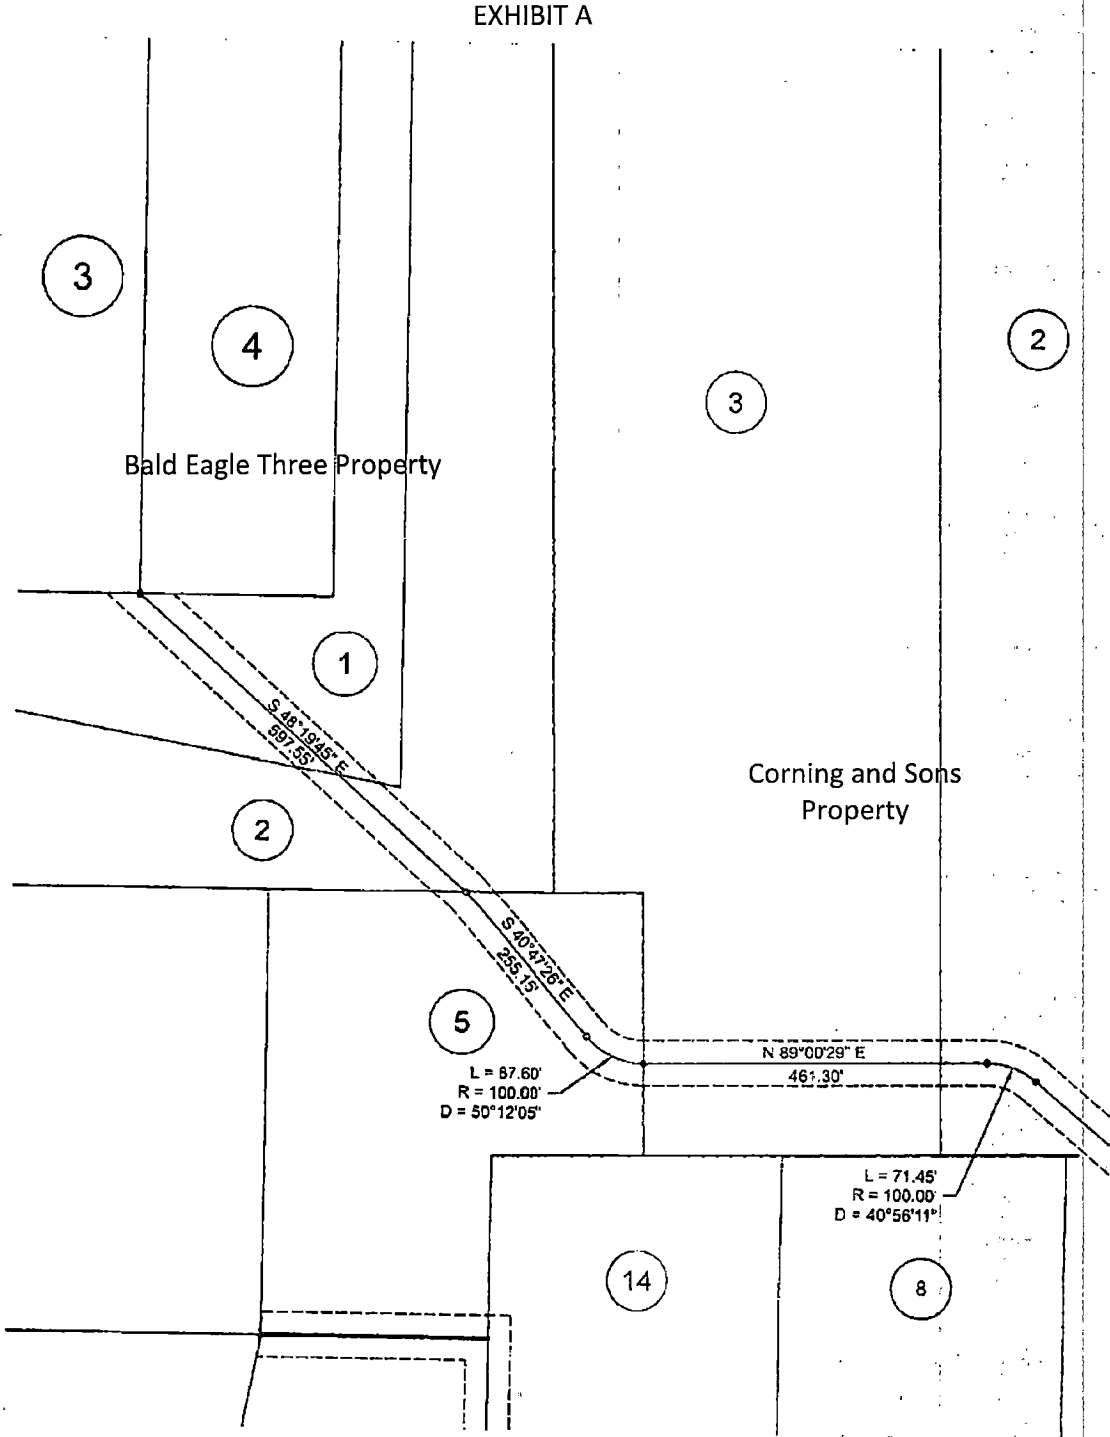 EXHIBIT A
3
4
2
3
Bald Eagle Three Property
1
S 48°19'45" E
597.55'
Corning and Sons
Property
2
S 40°47'26" E
255.15'
5
N 89°00'29" E
461.30'
L = 87.60'
R = 100.00'
D = 50°12'05"
L = 71.45'
R = 100.00'
D = 40°56'11"
14
8